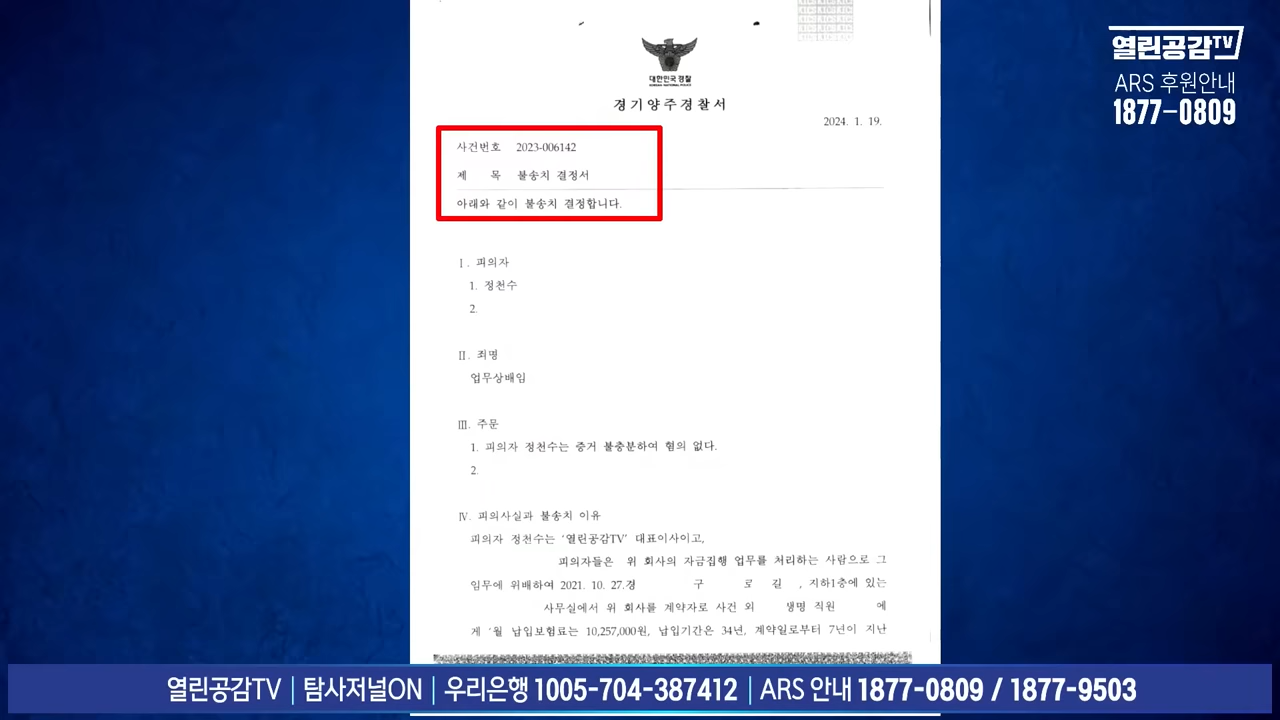 열린공감TV
ARS 후원안내
1877-0809
대한민국 경찰
KOREAN NATIONAL POLICE
경기양주경찰서
2024. 1. 19.
사건번호 2023-006142
제 목 불송치 결정서
아래와 같이 불송치 결정합니다.
Ⅰ. 피의자
1. 정천수
2.
Ⅱ. 죄명
업무상배임
Ⅲ. 주문
1. 피의자 정천수는 증거 불충분하여 혐의 없다.
2.
Ⅳ. 피의사실과 불송치 이유
피의자 정천수는 '열린공감TV' 대표이사이고,
피의자들은 위 회사의 자금집행 업무를 처리하는 사람으로 그
임무에 위배하여 2021. 10. 27.경 구 로 길 , 지하1층에 있는
사무실에서 위 회사를 계약자로 사건 외 생명 직원 에
게 '월 납입보험료는 10,257,000원, 납입기간은 34년, 계약일로부터 7년이 지난
열린공감TV | 탐사저널ON | 우리은행 1005-704-387412 | ARS 안내 1877-0809 / 1877-9503